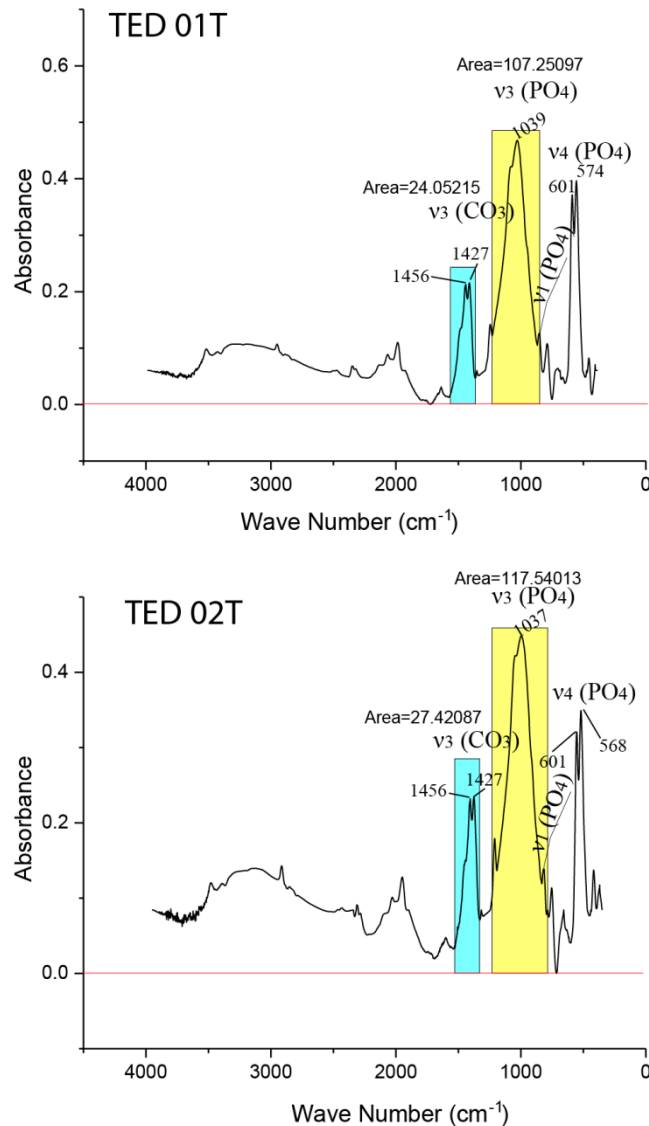 TED 01T
Area=107.25097
ν3 (PO4)
1039
ν4 (PO4)
574
601
Area=24.05215
ν3 (CO3)
1456
1427
ν1 (PO4)
0.6
0.4
0.2
0.0
Absorbance
4000
3000
2000
1000
0
Wave Number (cm-1)
TED 02T
Area=117.54013
ν3 (PO4)
1037
ν4 (PO4)
568
601
Area=27.42087
ν3 (CO3)
1456
1427
ν1 (PO4)
0.4
0.2
0.0
Absorbance
4000
3000
2000
1000
0
Wave Number (cm-1)